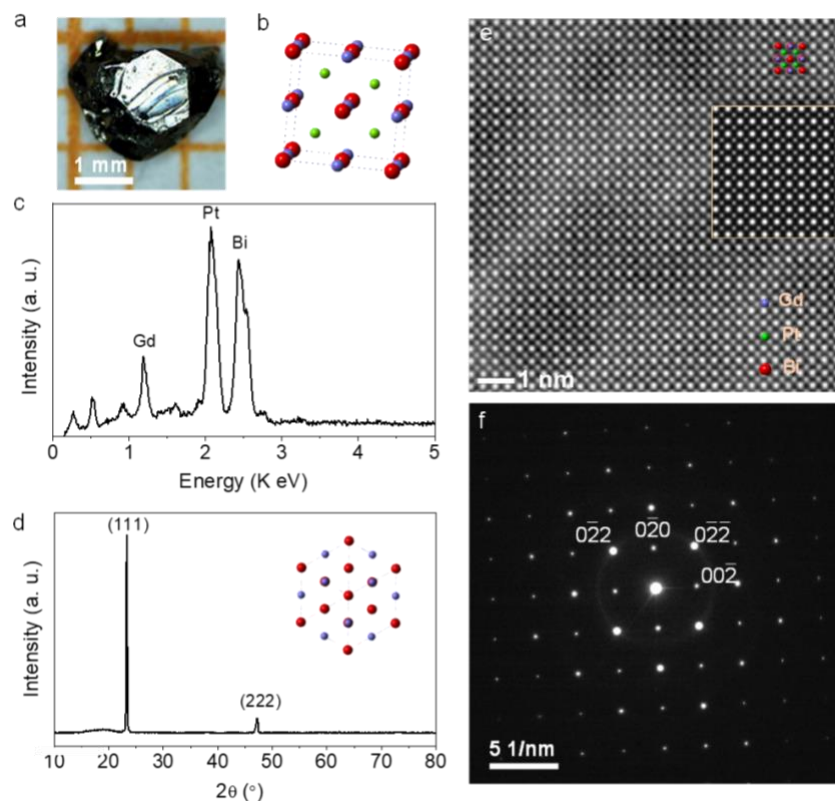 a
1 mm
b
c
Pt
Bi
Gd
Intensity (a. u.)
0 1 2 3 4 5
Energy (K eV)
d
(111)
(222)
Intensity (a. u.)
10 20 30 40 50 60 70 80
2θ (°)
e
Gd
Pt
Bi
1 nm
f
02̅2 02̅0 02̅2̅
002̅
5 1/nm